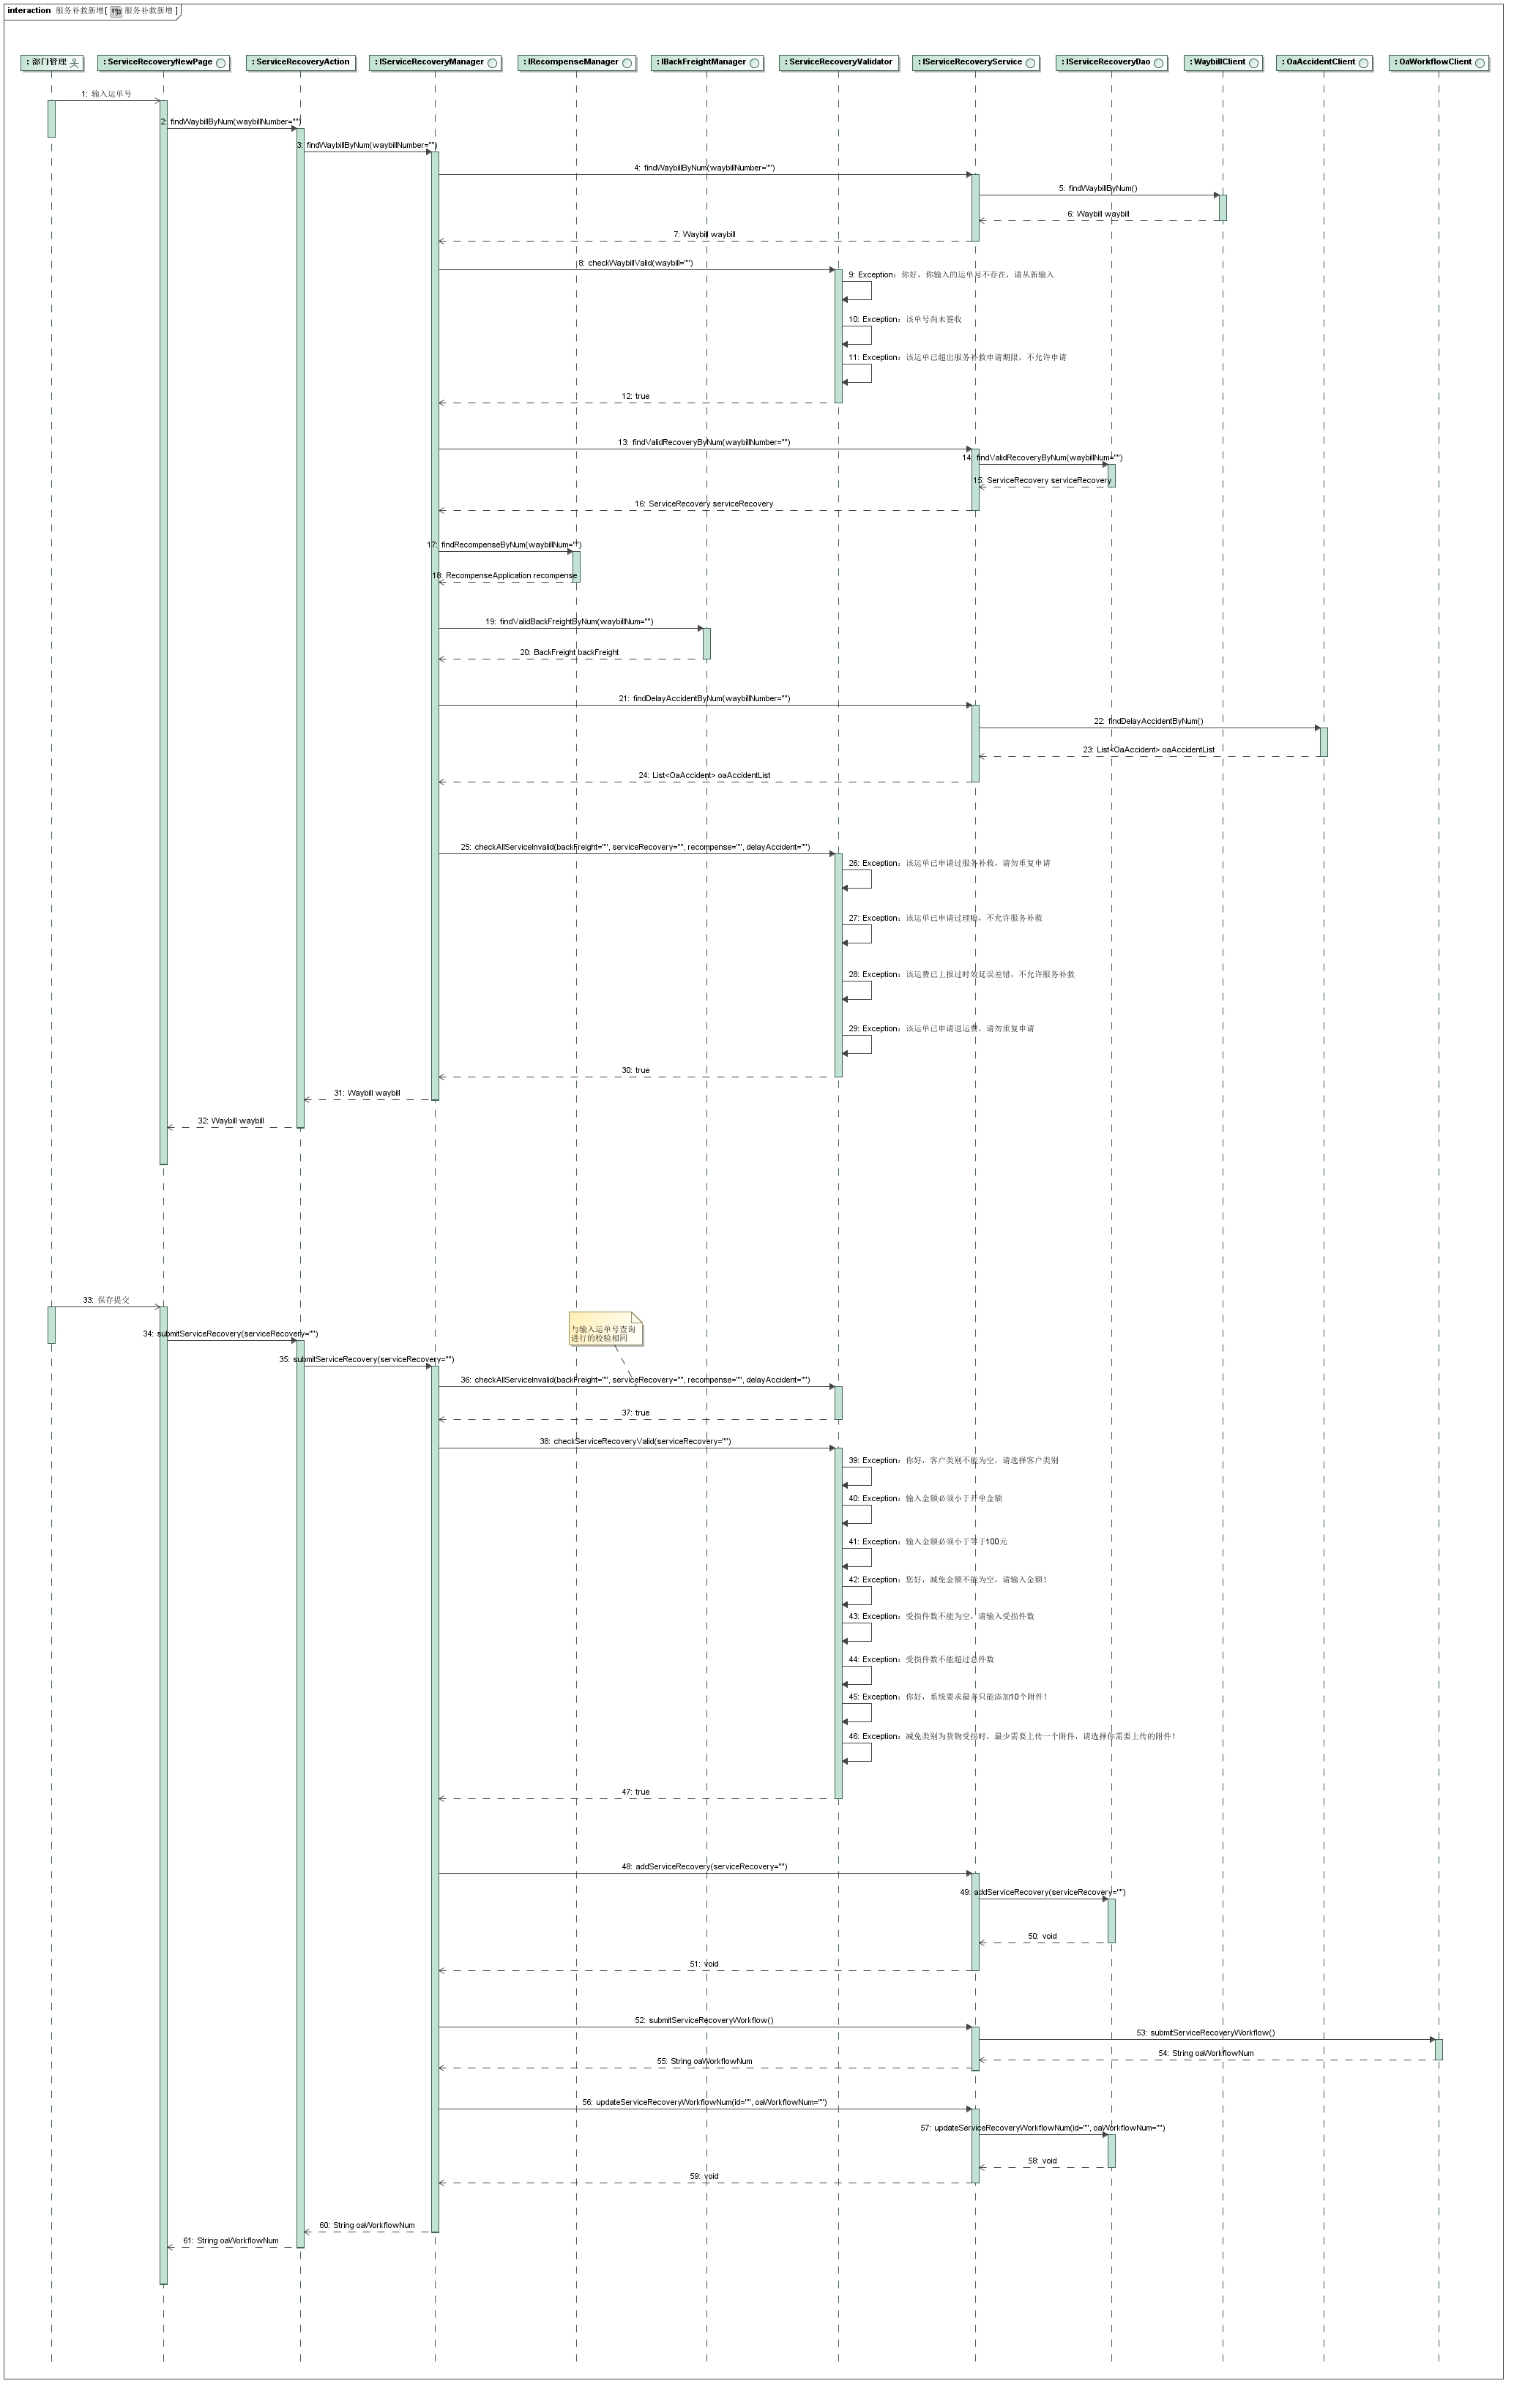 interaction 服务补救新增[ 服务补救新增 ]
: 部门管理
: ServiceRecoveryNewPage
: ServiceRecoveryAction
: IServiceRecoveryManager
: IRecompenseManager
: IBackFreightManager
: ServiceRecoveryValidator
: IServiceRecoveryService
: IServiceRecoveryDao
: WaybillClient
: OaAccidentClient
: OaWorkflowClient
1: 输入运单号
2: findWaybillByNum(waybillNumber="")
3: findWaybillByNum(waybillNumber="")
4: findWaybillByNum(waybillNumber="")
5: findWaybillByNum()
6: Waybill waybill
7: Waybill waybill
8: checkWaybillValid(waybill="")
9: Exception：你好，你输入的运单号不存在，请从新输入
10: Exception：该单号尚未签收
11: Exception：该运单已超出服务补救申请期限，不允许申请
12: true
13: findValidRecoveryByNum(waybillNumber="")
14: findValidRecoveryByNum(waybillNum="")
15: ServiceRecovery serviceRecovery
16: ServiceRecovery serviceRecovery
17: findRecompenseByNum(waybillNum="")
18: RecompenseApplication recompense
19: findValidBackFreightByNum(waybillNum="")
20: BackFreight backFreight
21: findDelayAccidentByNum(waybillNumber="")
22: findDelayAccidentByNum()
23: List<OaAccident> oaAccidentList
24: List<OaAccident> oaAccidentList
25: checkAllServiceInvalid(backFreight="", serviceRecovery="", recompense="", delayAccident="")
26: Exception：该运单已申请过服务补救，请勿重复申请
27: Exception：该运单已申请过理赔，不允许服务补救
28: Exception：该运费已上报过时效延误差错，不允许服务补救
29: Exception：该运单已申请退运费，请勿重复申请
30: true
31: Waybill waybill
32: Waybill waybill
33: 保存提交
与输入运单号查询
进行的校验相同
34: submitServiceRecovery(serviceRecovery="")
35: submitServiceRecovery(serviceRecovery="")
36: checkAllServiceInvalid(backFreight="", serviceRecovery="", recompense="", delayAccident="")
37: true
38: checkServiceRecoveryValid(serviceRecovery="")
39: Exception：你好，客户类别不能为空，请选择客户类别
40: Exception：输入金额必须小于开单金额
41: Exception：输入金额必须小于等于100元
42: Exception：您好，减免金额不能为空，请输入金额！
43: Exception：受损件数不能为空，请输入受损件数
44: Exception：受损件数不能超过总件数
45: Exception：你好，系统要求最多只能添加10个附件！
46: Exception：减免类别为货物受损时，最少需要上传一个附件，请选择你需要上传的附件！
47: true
48: addServiceRecovery(serviceRecovery="")
49: addServiceRecovery(serviceRecovery="")
50: void
51: void
52: submitServiceRecoveryWorkflow()
53: submitServiceRecoveryWorkflow()
54: String oaWorkflowNum
55: String oaWorkflowNum
56: updateServiceRecoveryWorkflowNum(id="", oaWorkflowNum="")
57: updateServiceRecoveryWorkflowNum(id="", oaWorkflowNum="")
58: void
59: void
60: String oaWorkflowNum
61: String oaWorkflowNum